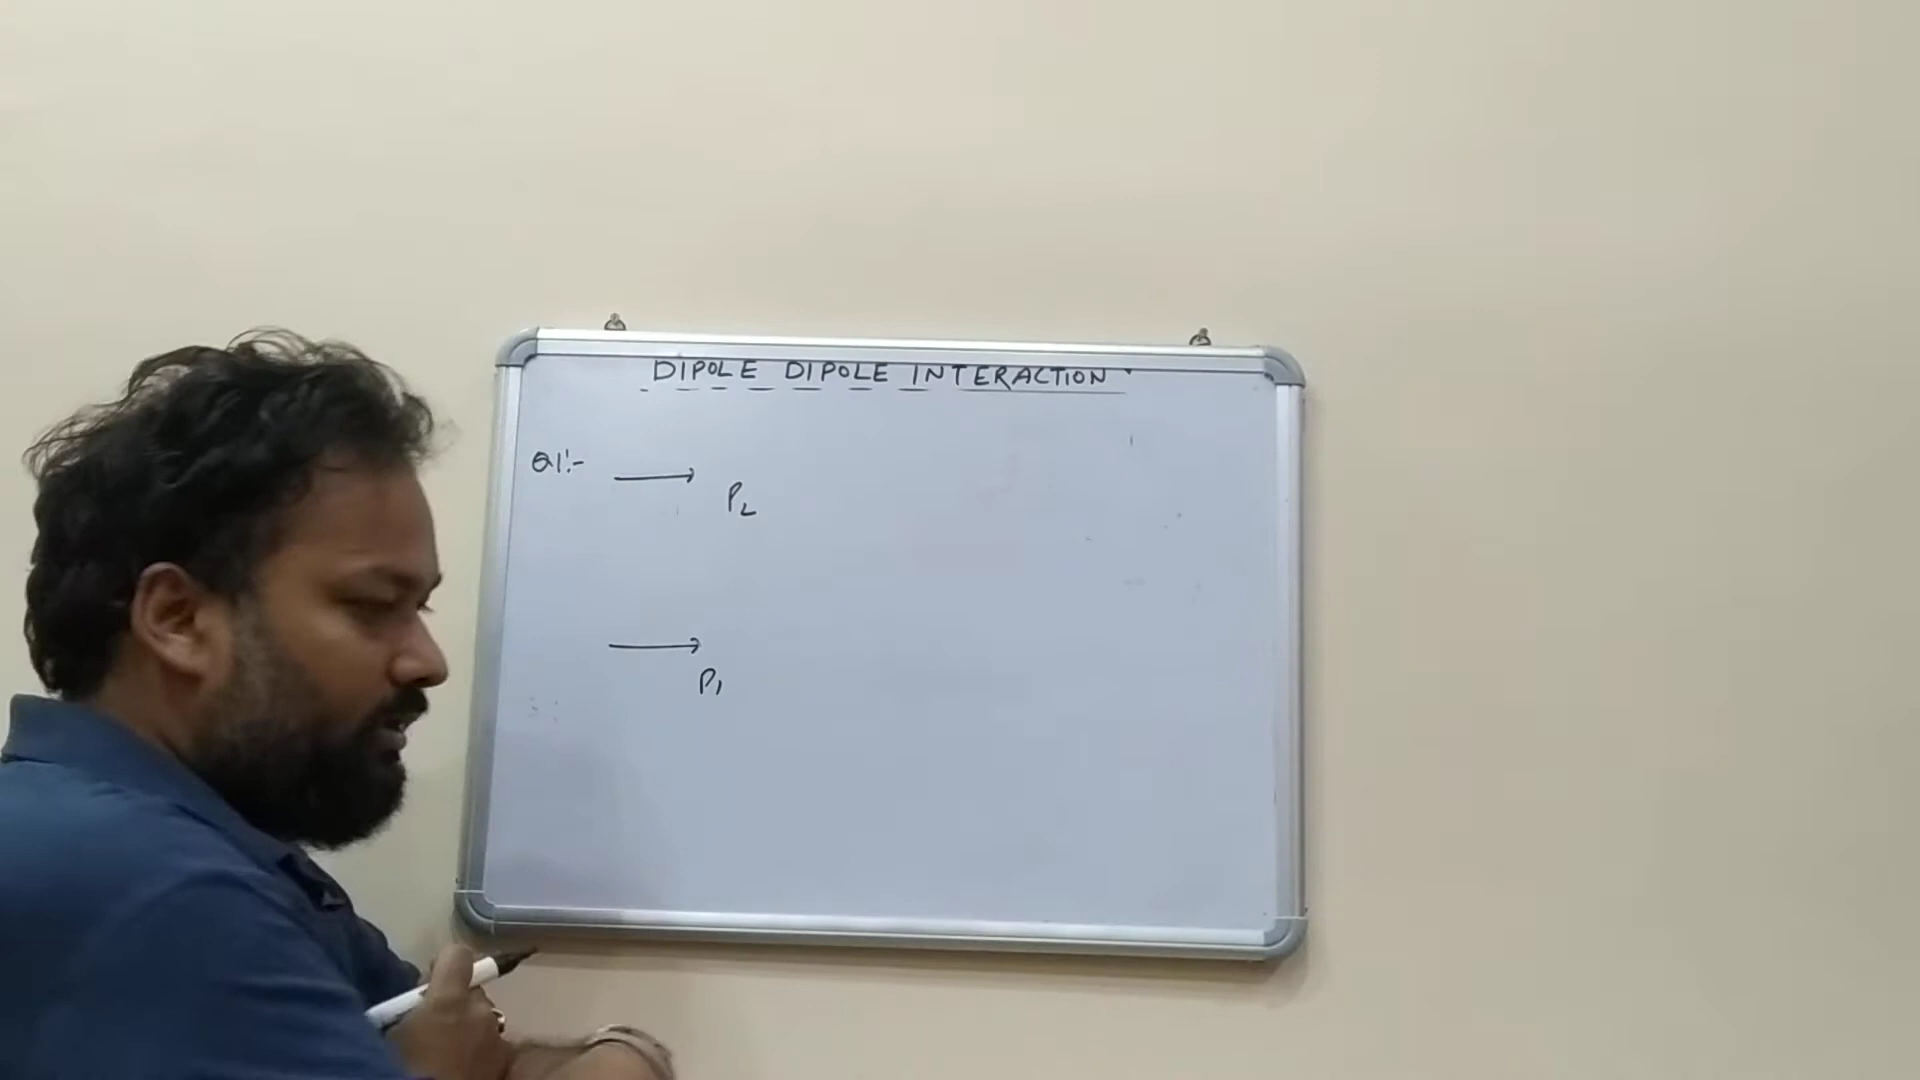 DIPOLE DIPOLE INTERACTION
Q1:-
P2
P1